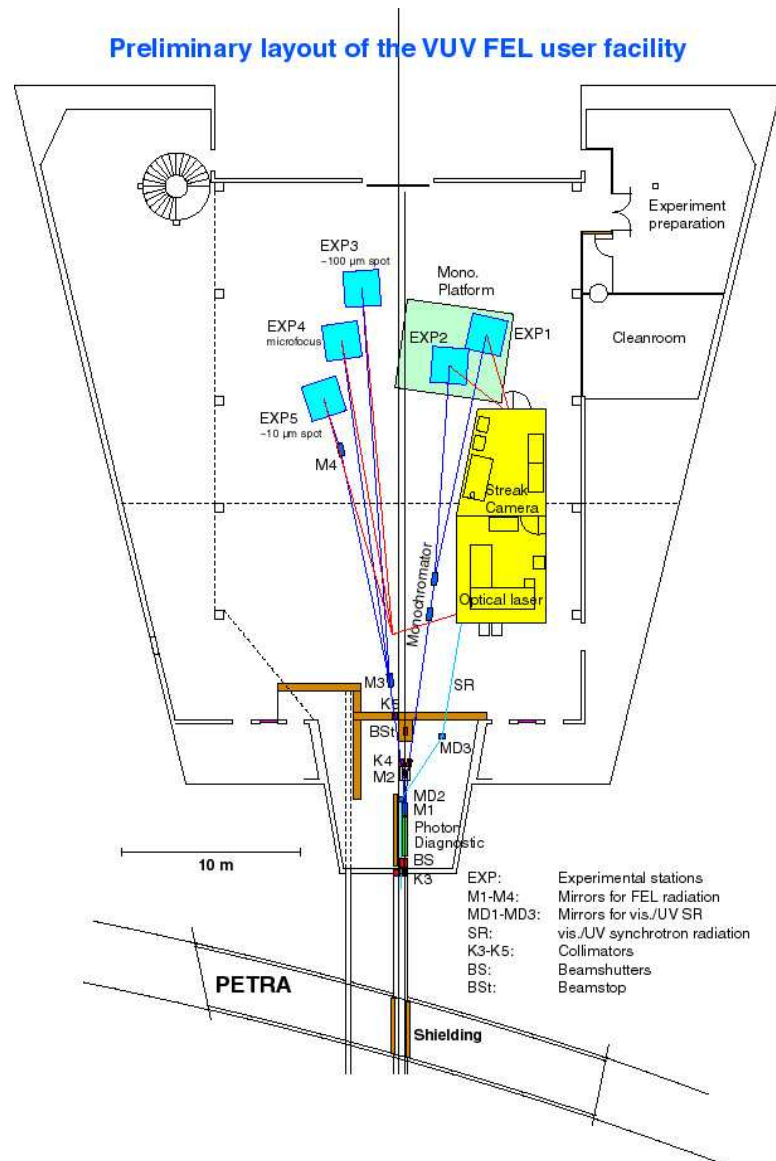 Preliminary layout of the VUV FEL user facility
Experiment
preparation
EXP3
~100 µm spot
Mono.
Platform
EXP4
microfocus
EXP2
EXP1
Cleanroom
EXP5
~10 µm spot
M4
Streak
Camera
Monochromator
Optical laser
M3
SR
K5
BSt
MD3
K4
M2
MD2
M1
Photon
Diagnostic
10 m
BS
K3
EXP: Experimental stations
M1-M4: Mirrors for FEL radiation
MD1-MD3: Mirrors for vis./UV SR
SR: vis./UV synchrotron radiation
K3-K5: Collimators
BS: Beamshutters
BSt: Beamstop
PETRA
Shielding